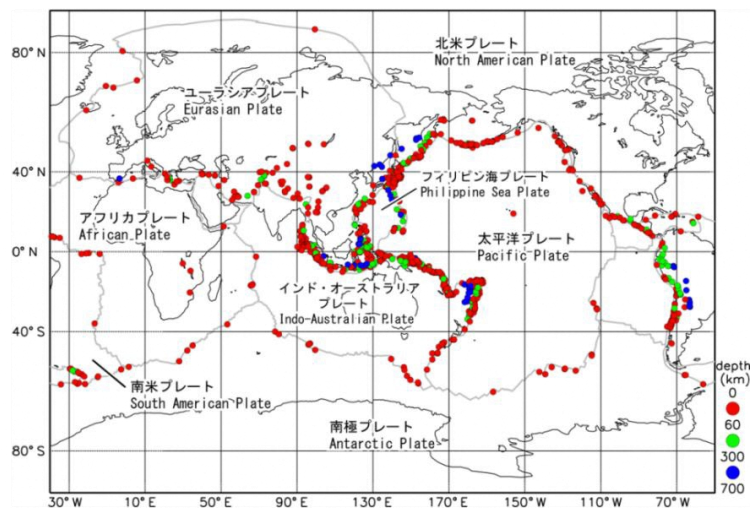 80° N
40° N
0° N
40° S
80° S
北米プレート
North American Plate
ユーラシアプレート
Eurasian Plate
フィリピン海プレート
Philippine Sea Plate
アフリカプレート
African Plate
太平洋プレート
Pacific Plate
インド・オーストラリア
プレート
Indo-Australian Plate
南米プレート
South American Plate
南極プレート
Antarctic Plate
depth
(km)
0
60
300
700
30° W
10° E
50° E
90° E
130° E
170° E
150° W
110° W
70° W